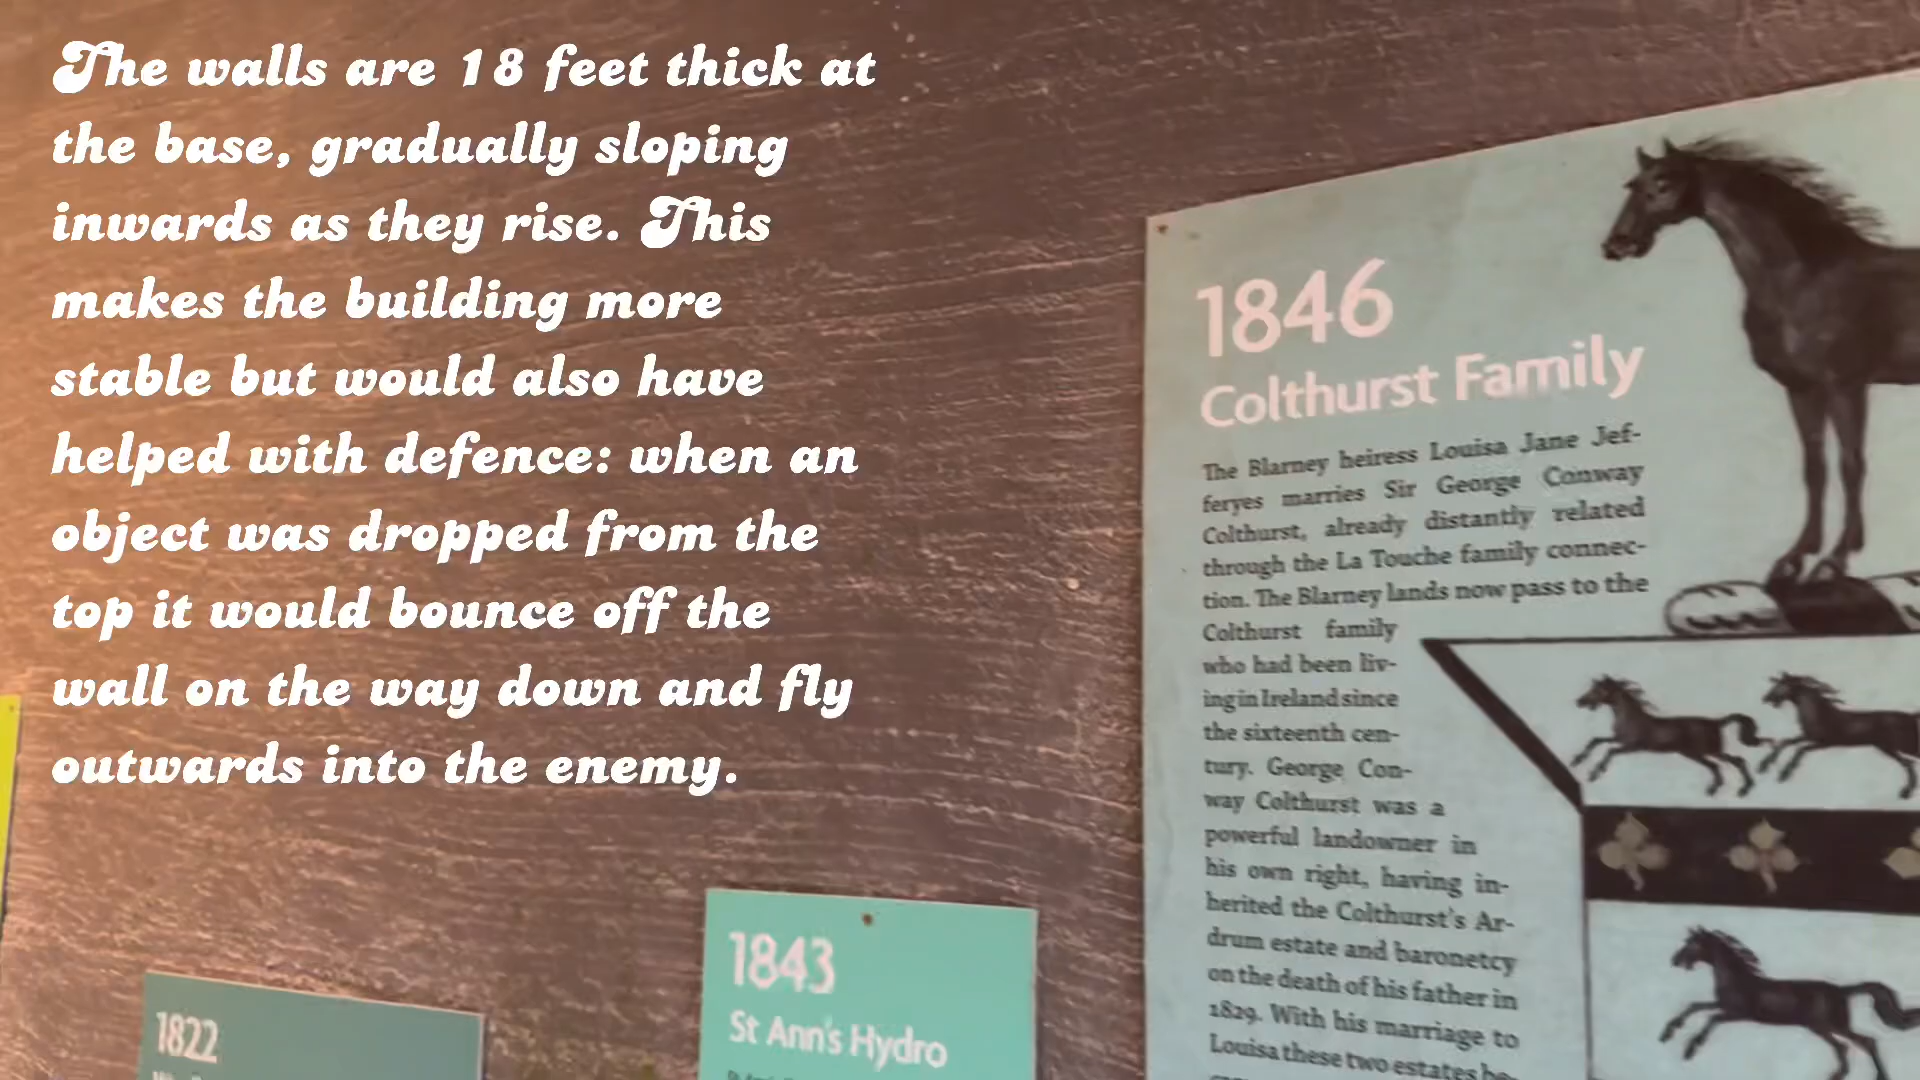 The walls are 18 feet thick at
the base, gradually sloping
inwards as they rise. This
makes the building more
stable but would also have
helped with defence: when an
object was dropped from the
top it would bounce off the
wall on the way down and fly
outwards into the enemy.
1846
Colthurst Family
The Blarney heiress Louisa Jane Jef-
feryes marries Sir George Conway
Colthurst, already distantly related
through the La Touche family connec-
tion. The Blarney lands now pass to the
Colthurst family
who had been liv-
ing in Ireland since
the sixteenth cen-
tury. George Con-
way Colthurst was a
powerful landowner in
his own right, having in-
herited the Colthurst's Ar-
drum estate and baronetcy
on the death of his father in
1829. With his marriage to
Louisa these two estates be-
1843
St Ann's Hydro
1822